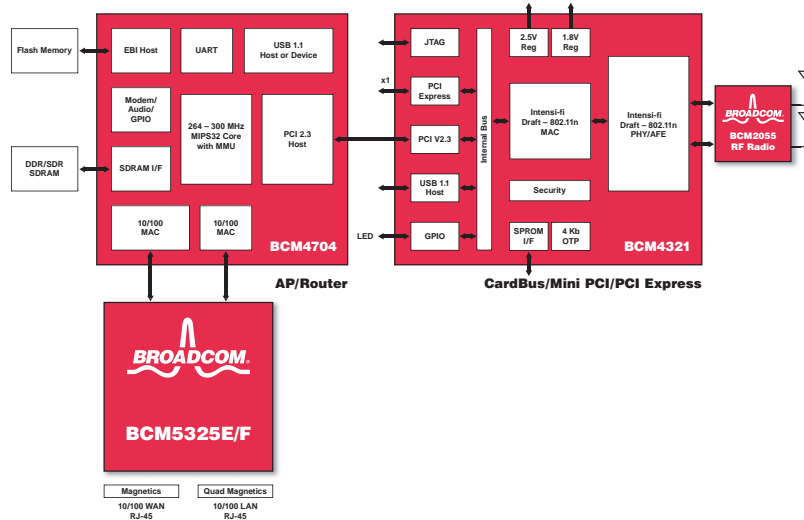 Flash Memory
EBI Host
UART
USB 1.1
Host or Device
Modem/
Audio/
GPIO
264 – 300 MHz
MIPS32 Core
with MMU
PCI 2.3
Host
DDR/SDR
SDRAM
SDRAM I/F
10/100
MAC
10/100
MAC
BCM4704
AP/Router
2.5V
Reg
1.8V
Reg
JTAG
x1
PCI
Express
PCI V2.3
USB 1.1
Host
LED
GPIO
Internal Bus
Intensi-fi
Draft – 802.11n
MAC
Intensi-fi
Draft – 802.11n
PHY/AFE
Security
SPROM
I/F
4 Kb
OTP
BCM4321
CardBus/Mini PCI/PCI Express
BROADCOM.
BCM2055
RF Radio
BROADCOM.
BCM5325E/F
Magnetics
Quad Magnetics
10/100 WAN
RJ-45
10/100 LAN
RJ-45